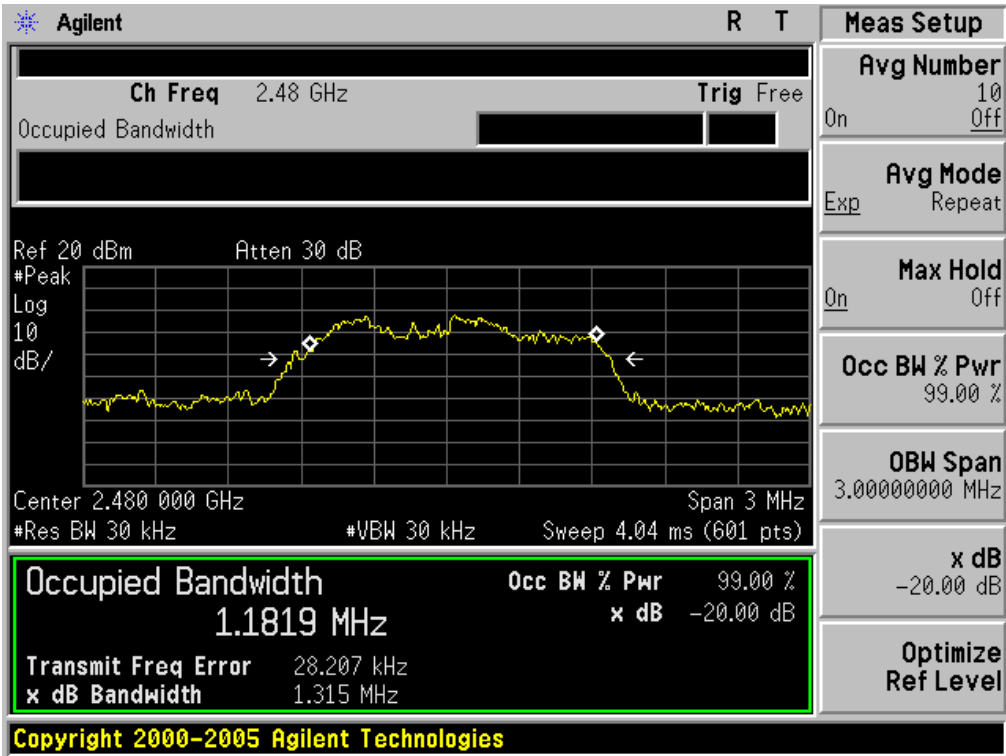 Agilent R T
Ch Freq 2.48 GHz Trig Free
Occupied Bandwidth
Ref 20 dBm Atten 30 dB
#Peak
Log
10
dB/
Center 2.480 000 GHz Span 3 MHz
#Res BW 30 kHz #VBW 30 kHz Sweep 4.04 ms (601 pts)
Occupied Bandwidth Occ BW % Pwr 99.00 %
1.1819 MHz x dB -20.00 dB
Transmit Freq Error 28.207 kHz
x dB Bandwidth 1.315 MHz
Copyright 2000-2005 Agilent Technologies
Meas Setup
Avg Number
10
On Off
Avg Mode
Exp Repeat
Max Hold
On Off
Occ BW % Pwr
99.00 %
OBW Span
3.00000000 MHz
x dB
-20.00 dB
Optimize
Ref Level